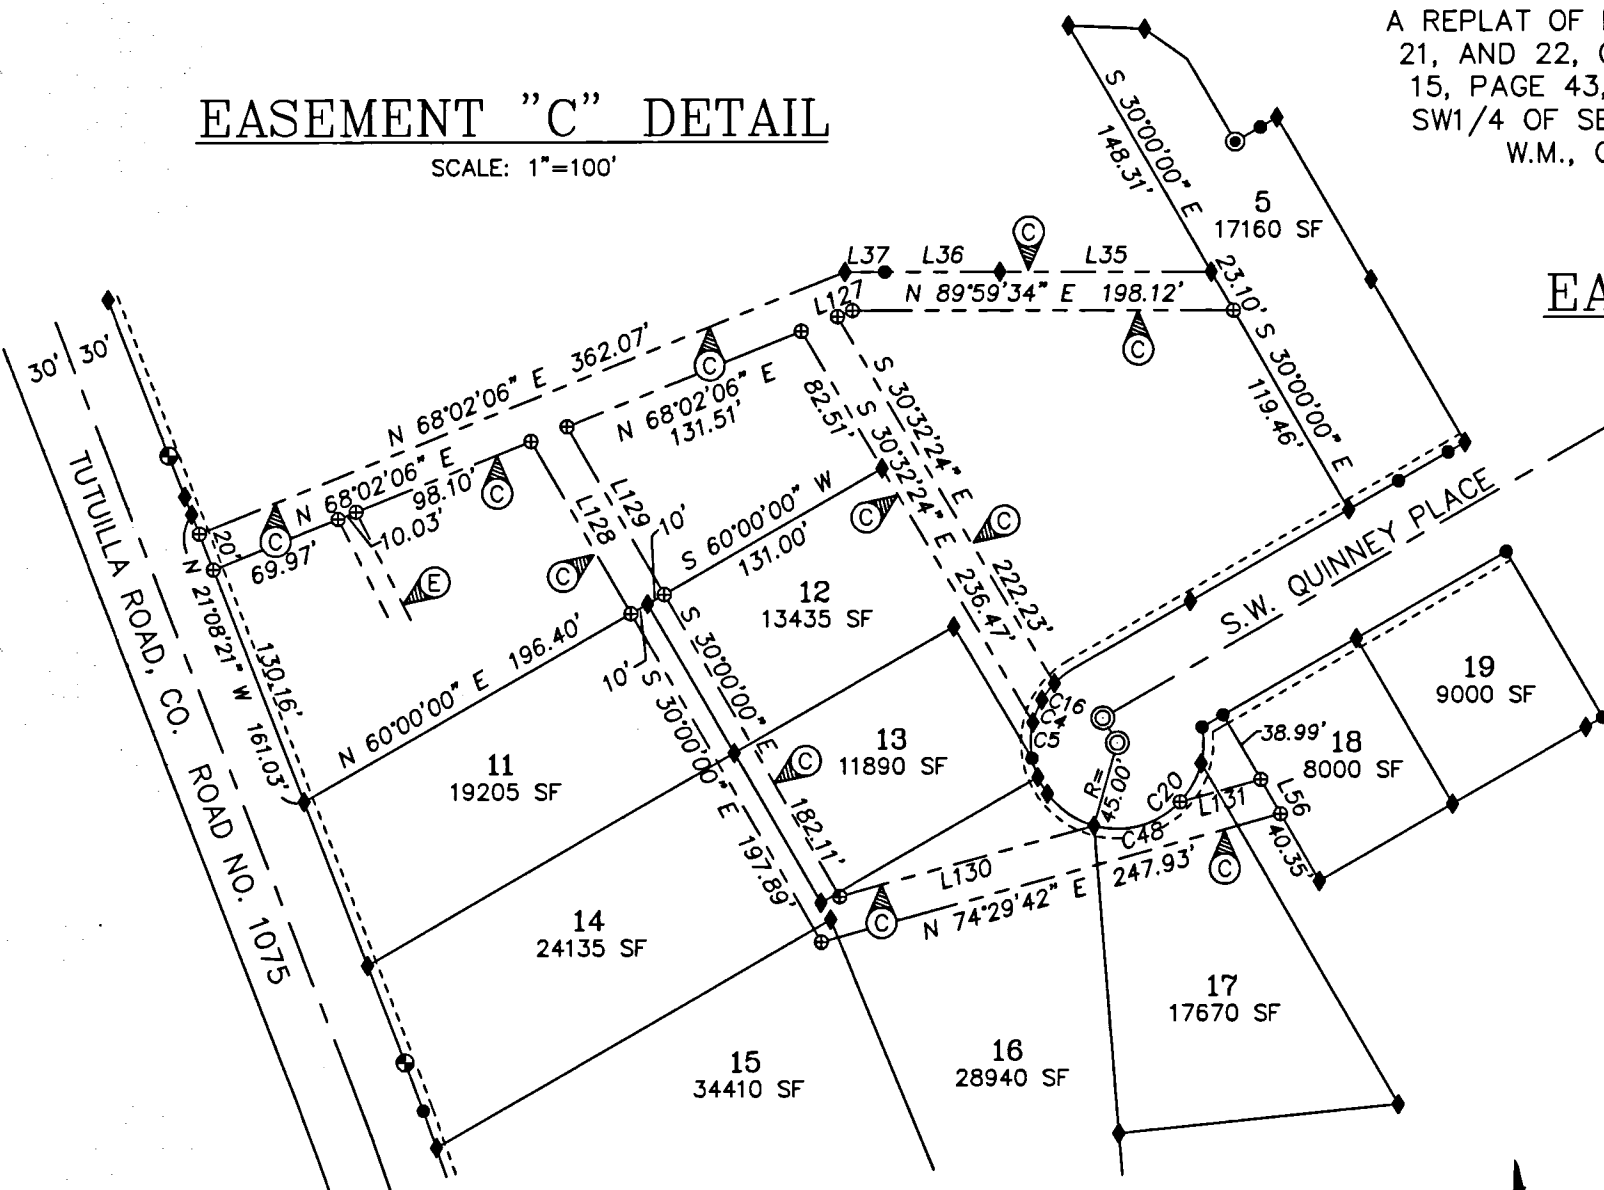 A REPLAT OF
21, AND 22,
15, PAGE 43,
SW1/4 OF
W.M.,
EASEMENT "C" DETAIL
SCALE: 1"=100'
S 30°00'00" E
148.31'
5
17160 SF
C
L37
L36
L35
L127
N 89°59'34" E 198.12'
23.10'
C
S 30°00'00" E
119.46'
30'
30'
N 68°02'06" E 362.07'
C
N 68°02'06" E
131.51'
82.51'
S 30°32'24" E
236.47'
S 30°32'24" E
222.23'
C
C
N 68°02'06" E
98.10'
C
C
20'
69.97'
10.03'
E
L128
L129
C
10'
S 60°00'00" W
131.00'
12
13435 SF
TUTUILLA ROAD, CO. ROAD NO. 1075
N 21°08'21" W 161.03'
130.16'
N 60°00'00" E 196.40'
10'
S 30°00'00" E 197.89'
S 30°00'00" E 182.11'
C
11
19205 SF
13
11890 SF
C16
C4
C5
R=
45.00'
S.W. QUINNEY PLACE
19
9000 SF
38.99'
18
8000 SF
C20
L131
L56
40.35'
C48
L130
N 74°29'42" E 247.93'
C
C
14
24135 SF
17
17670 SF
15
34410 SF
16
28940 SF